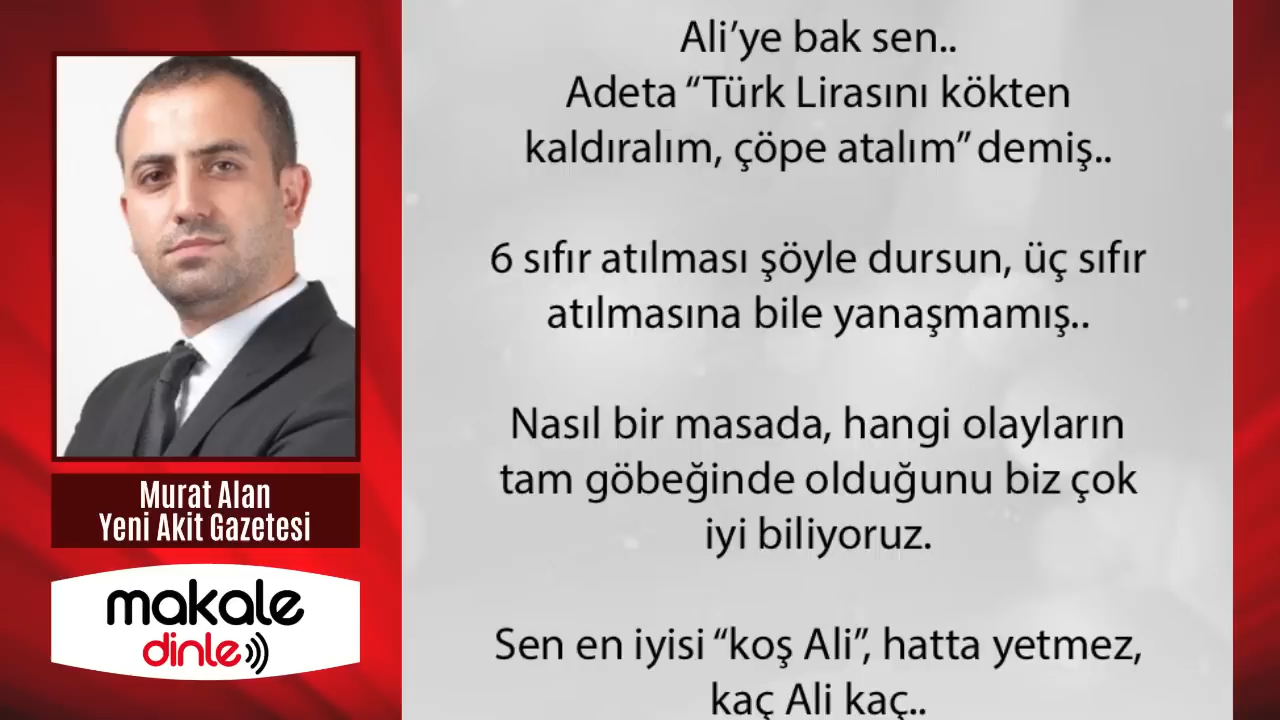 Ali’ye bak sen..
Adeta “Türk Lirasını kökten
kaldıralım, çöpe atalım” demiş..
6 sıfır atılması şöyle dursun, üç sıfır
atılmasına bile yanaşmamış..
Nasıl bir masada, hangi olayların
tam göbeğinde olduğunu biz çok
iyi biliyoruz.
Sen en iyisi “koş Ali”, hatta yetmez,
kaç Ali kaç..
Murat Alan
Yeni Akit Gazetesi
makale
dinle